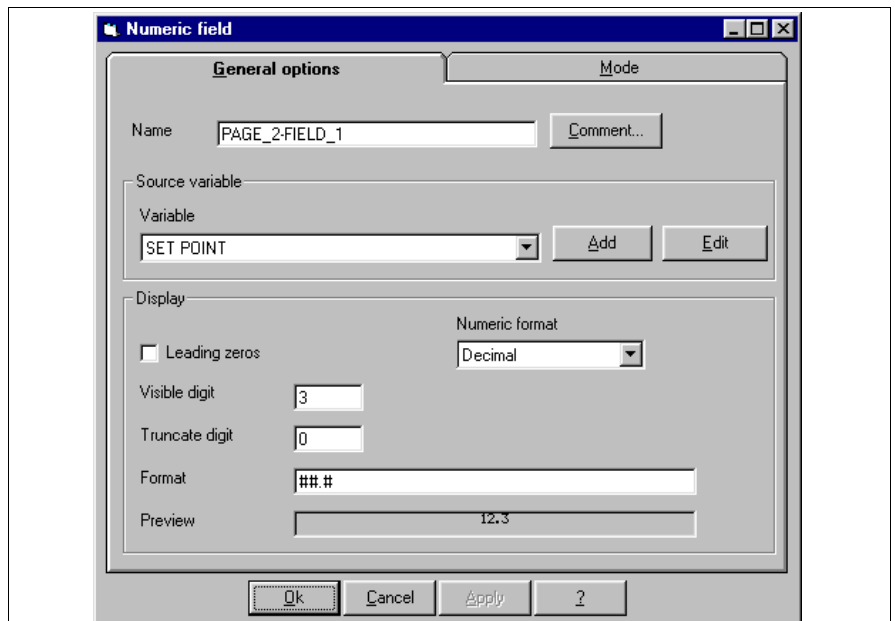 Numeric field
General options
Mode
Name PAGE_2-FIELD_1 Comment...
Source variable
Variable
SET POINT Add Edit
Display
Numeric format
Leading zeros Decimal
Visible digit 3
Truncate digit 0
Format ##.#
Preview 12.3
Ok Cancel Apply ?